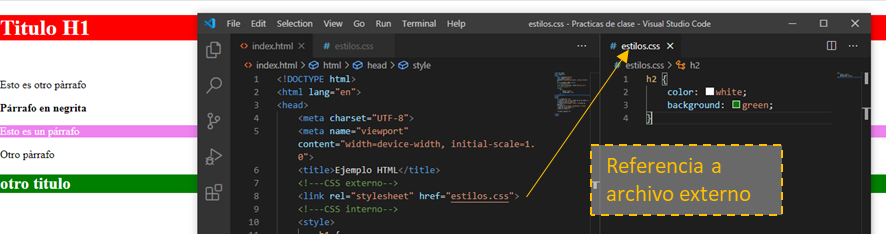 Titulo H1
Esto es otro pàrrafo
Párrafo en negrita
Esto es un párrafo
Otro pàrrafo
otro titulo
File Edit Selection View Go Run Terminal Help
estilos.css - Practicas de clase - Visual Studio Code
index.html
# estilos.css
index.html > html > head > style
1 <!DOCTYPE html>
2 <html lang="en">
3 <head>
4 <meta charset="UTF-8">
5 <meta name="viewport"
content="width=device-width, initial-scale=1.
0">
6 <title>Ejemplo HTML</title>
7 <!---CSS externo-->
8 <link rel="stylesheet" href="estilos.css">
9 <!---CSS interno-->
10 <style>
estilos.css
# estilos.css > h2
1 h2 {
2 color: white;
3 background: green;
4 }
Referencia a
archivo externo